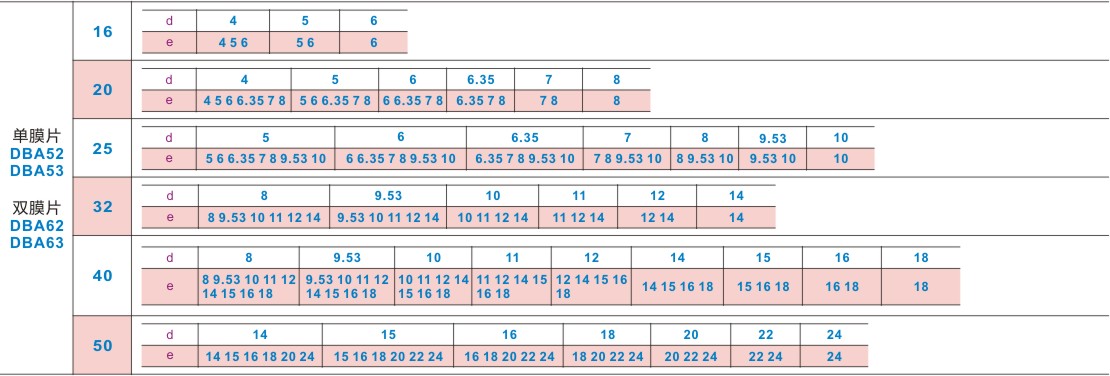 单膜片
DBA52
DBA53
双膜片
DBA62
DBA63
16
d 4 5 6
e 4 5 6 5 6 6
20
d 4 5 6 6.35 7 8
e 4 5 6 6.35 7 8 5 6 6.35 7 8 6 6.35 7 8 6.35 7 8 7 8 8
25
d 5 6 6.35 7 8 9.53 10
e 5 6 6.35 7 8 9.53 10 6 6.35 7 8 9.53 10 6.35 7 8 9.53 10 7 8 9.53 10 8 9.53 10 9.53 10 10
32
d 8 9.53 10 11 12 14
e 8 9.53 10 11 12 14 9.53 10 11 12 14 10 11 12 14 11 12 14 12 14 14
40
d 8 9.53 10 11 12 14 15 16 18
e 8 9.53 10 11 12 9.53 10 11 12 10 11 12 14 11 12 14 15 12 14 15 16 14 15 16 18 15 16 18 16 18 18
14 15 16 18 14 15 16 18 15 16 18 16 18 18
50
d 14 15 16 18 20 22 24
e 14 15 16 18 20 24 15 16 18 20 22 24 16 18 20 22 24 18 20 22 24 20 22 24 22 24 24